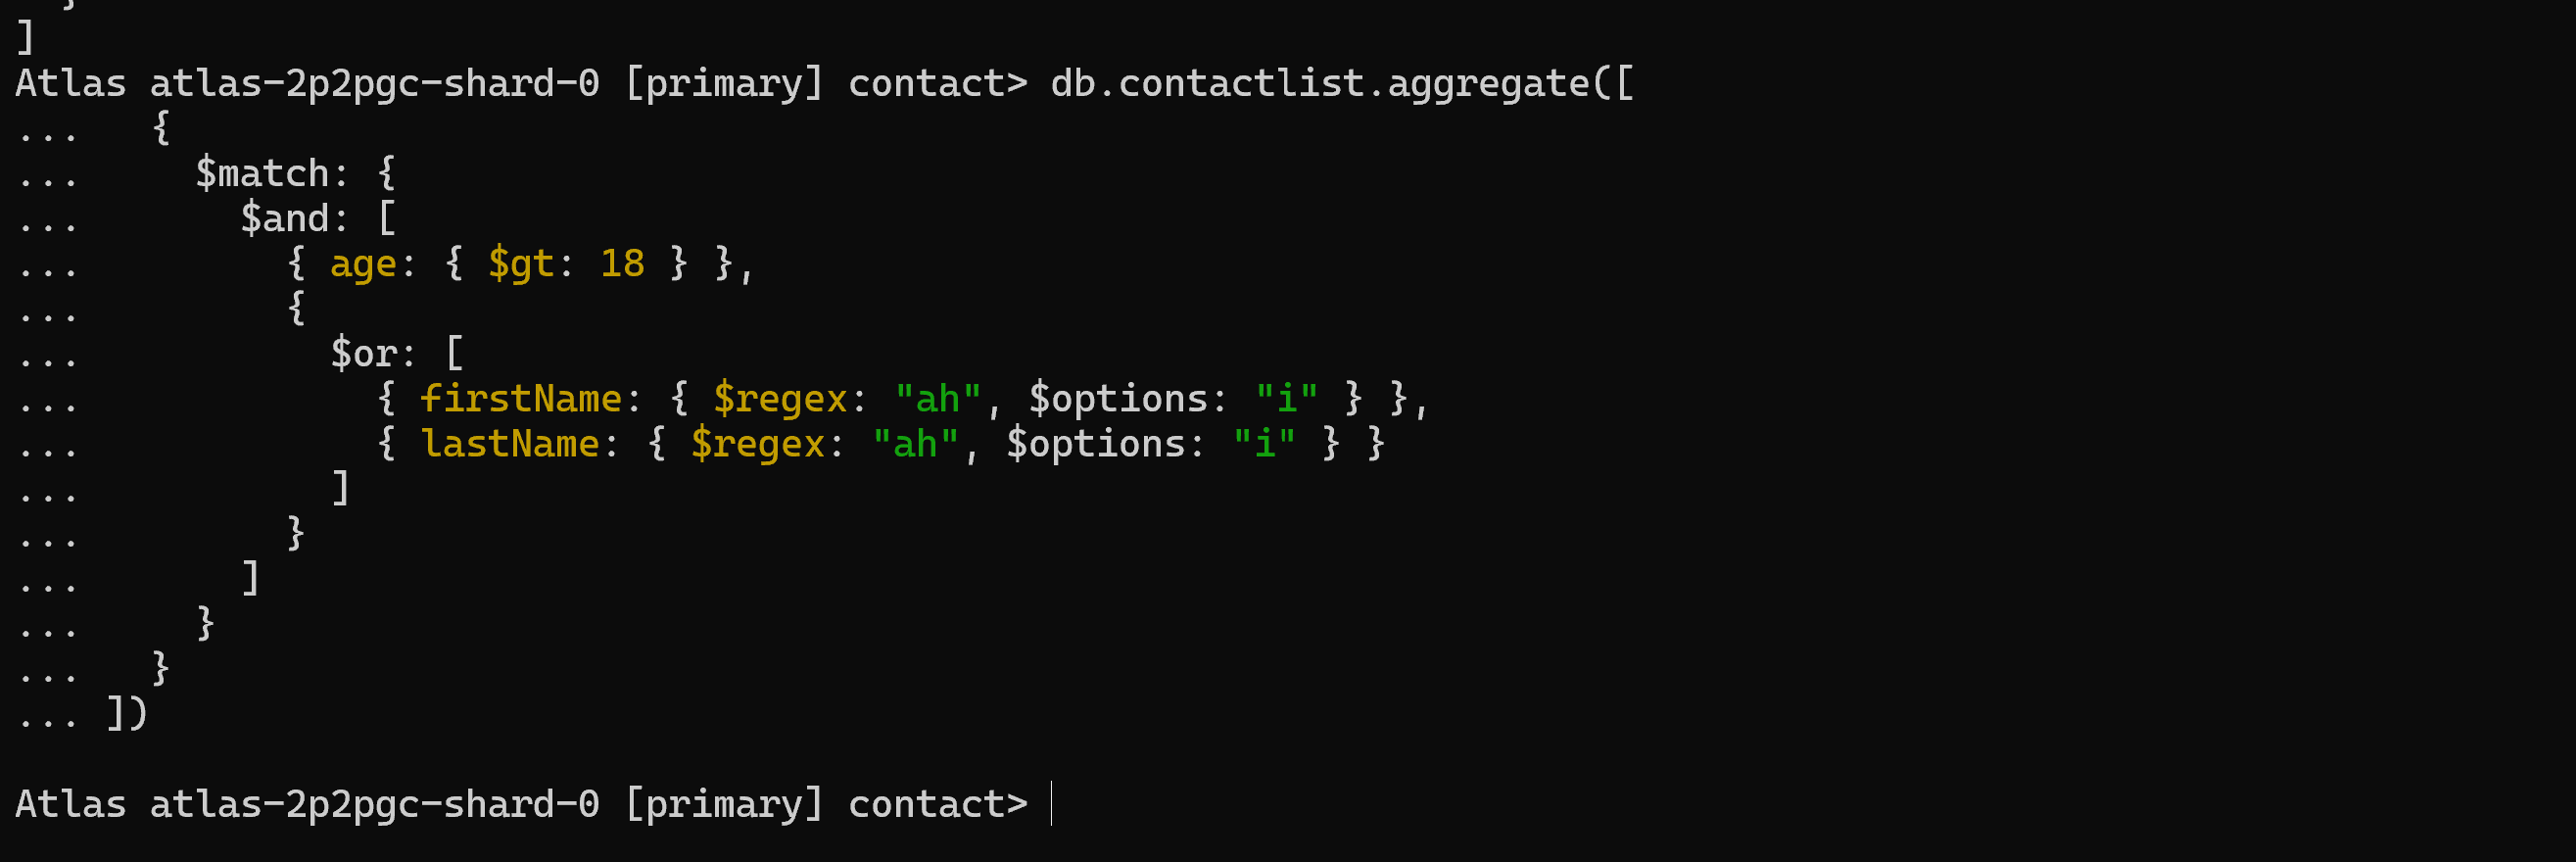 }
]
Atlas atlas-2p2pgc-shard-0 [primary] contact> db.contactlist.aggregate([
...   {
...     $match: {
...       $and: [
...         { age: { $gt: 18 } },
...         {
...           $or: [
...             { firstName: { $regex: "ah", $options: "i" } },
...             { lastName: { $regex: "ah", $options: "i" } }
...           ]
...         }
...       ]
...     }
...   }
... ])
Atlas atlas-2p2pgc-shard-0 [primary] contact>